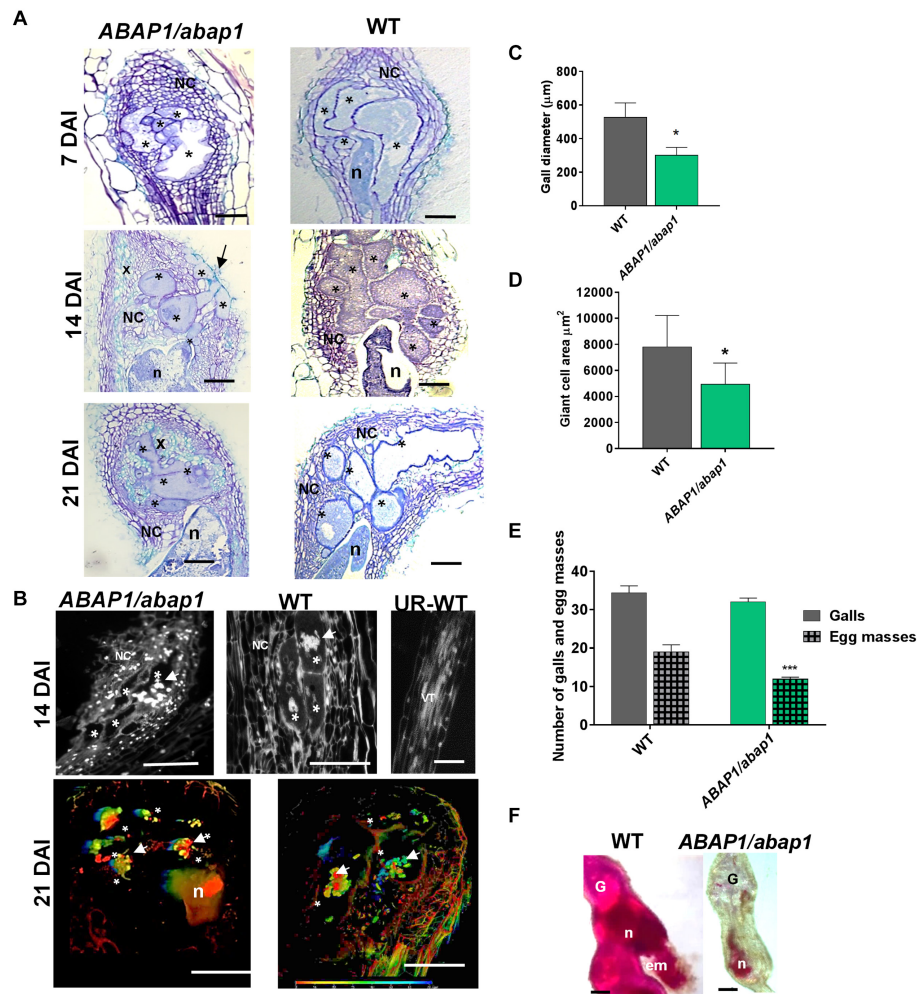 A
ABAP1/abap1
WT
7 DAI
NC
*
*
*
*
*
NC
*
*
*
*
n
14 DAI
x
*
*
*
*
*
NC
n
*
*
*
*
*
*
*
NC
n
21 DAI
x
*
*
*
*
NC
n
NC
*
*
*
NC
*
*
n
B
ABAP1/abap1
WT
UR-WT
14 DAI
NC
*
*
*
*
NC
*
*
*
VT
21 DAI
*
*
*
*
*
*
n
*
*
*
C
Gall diameter (µm)
800
600
400
200
0
*
WT
ABAP1/abap1
D
Giant cell area µm²
12000
10000
8000
6000
4000
2000
0
*
WT
ABAP1/abap1
E
Number of galls and egg masses
40
30
20
10
0
***
WT
ABAP1/abap1
Galls
Egg masses
F
WT
ABAP1/abap1
G
n
em
G
n